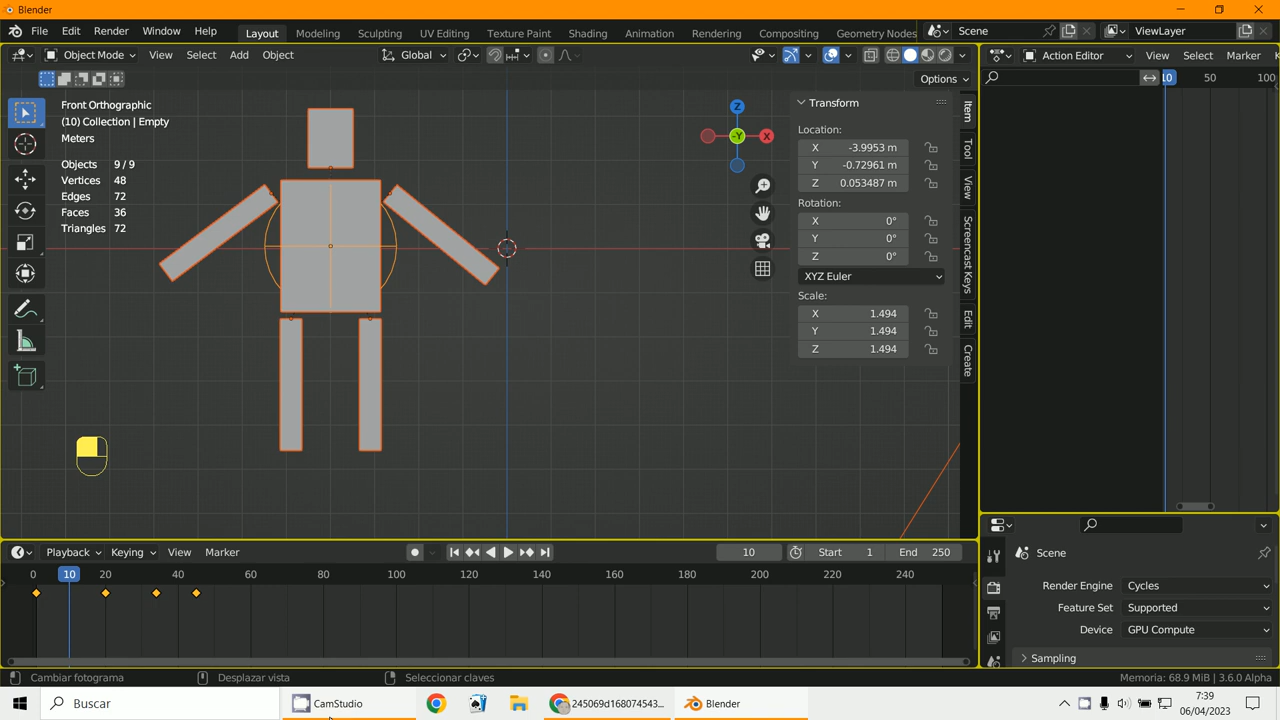 Blender
File Edit Render Window Help Layout Modeling Sculpting UV Editing Texture Paint Shading Animation Rendering Compositing Geometry Nodes Scene ViewLayer
Object Mode View Select Add Object Global Action Editor View Select Marker
Options 10 50 100
Front Orthographic
(10) Collection | Empty
Meters
Objects 9 / 9
Vertices 48
Edges 72
Faces 36
Triangles 72
Z
-Y
X
Transform
Location:
X -3.9953 m
Y -0.72961 m
Z 0.053487 m
Rotation:
X 0°
Y 0°
Z 0°
XYZ Euler
Scale:
X 1.494
Y 1.494
Z 1.494
Item
Tool
View
Screencast Keys
Edit
Create
Playback Keying View Marker 10 Start 1 End 250
0 10 20 40 60 80 100 120 140 160 180 200 220 240
Scene
Render Engine Cycles
Feature Set Supported
Device GPU Compute
Sampling
Cambiar fotograma Desplazar vista Seleccionar claves Memoria: 68.9 MiB | 3.6.0 Alpha
Buscar CamStudio 245069d168074543... Blender 7:39
06/04/2023